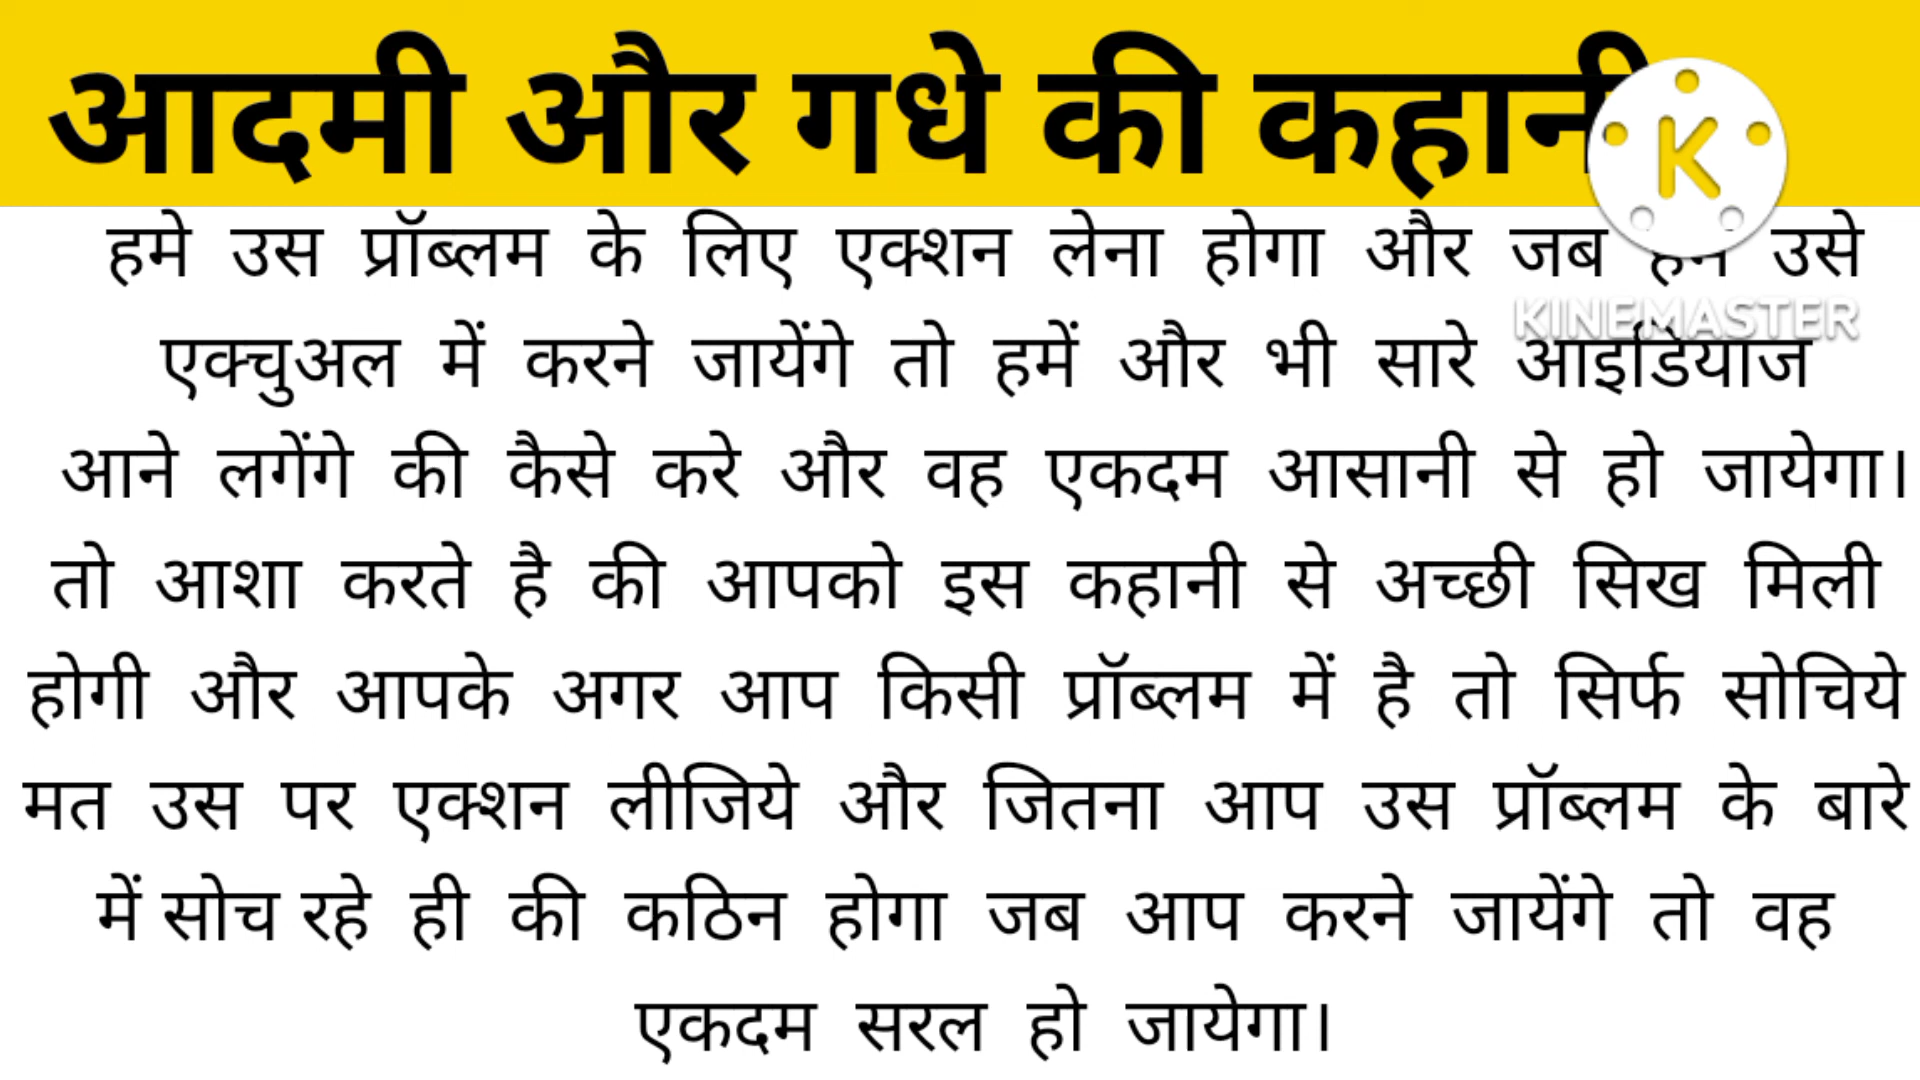 आदमी और गधे की कहानी
हमे उस प्रॉब्लम के लिए एक्शन लेना होगा और जब हम उसे
KINEMASTER
एक्चुअल में करने जायेंगे तो हमें और भी सारे आइडियाज
आने लगेंगे की कैसे करे और वह एकदम आसानी से हो जायेगा।
तो आशा करते है की आपको इस कहानी से अच्छी सिख मिली
होगी और आपके अगर आप किसी प्रॉब्लम में है तो सिर्फ सोचिये
मत उस पर एक्शन लीजिये और जितना आप उस प्रॉब्लम के बारे
में सोच रहे ही की कठिन होगा जब आप करने जायेंगे तो वह
एकदम सरल हो जायेगा।